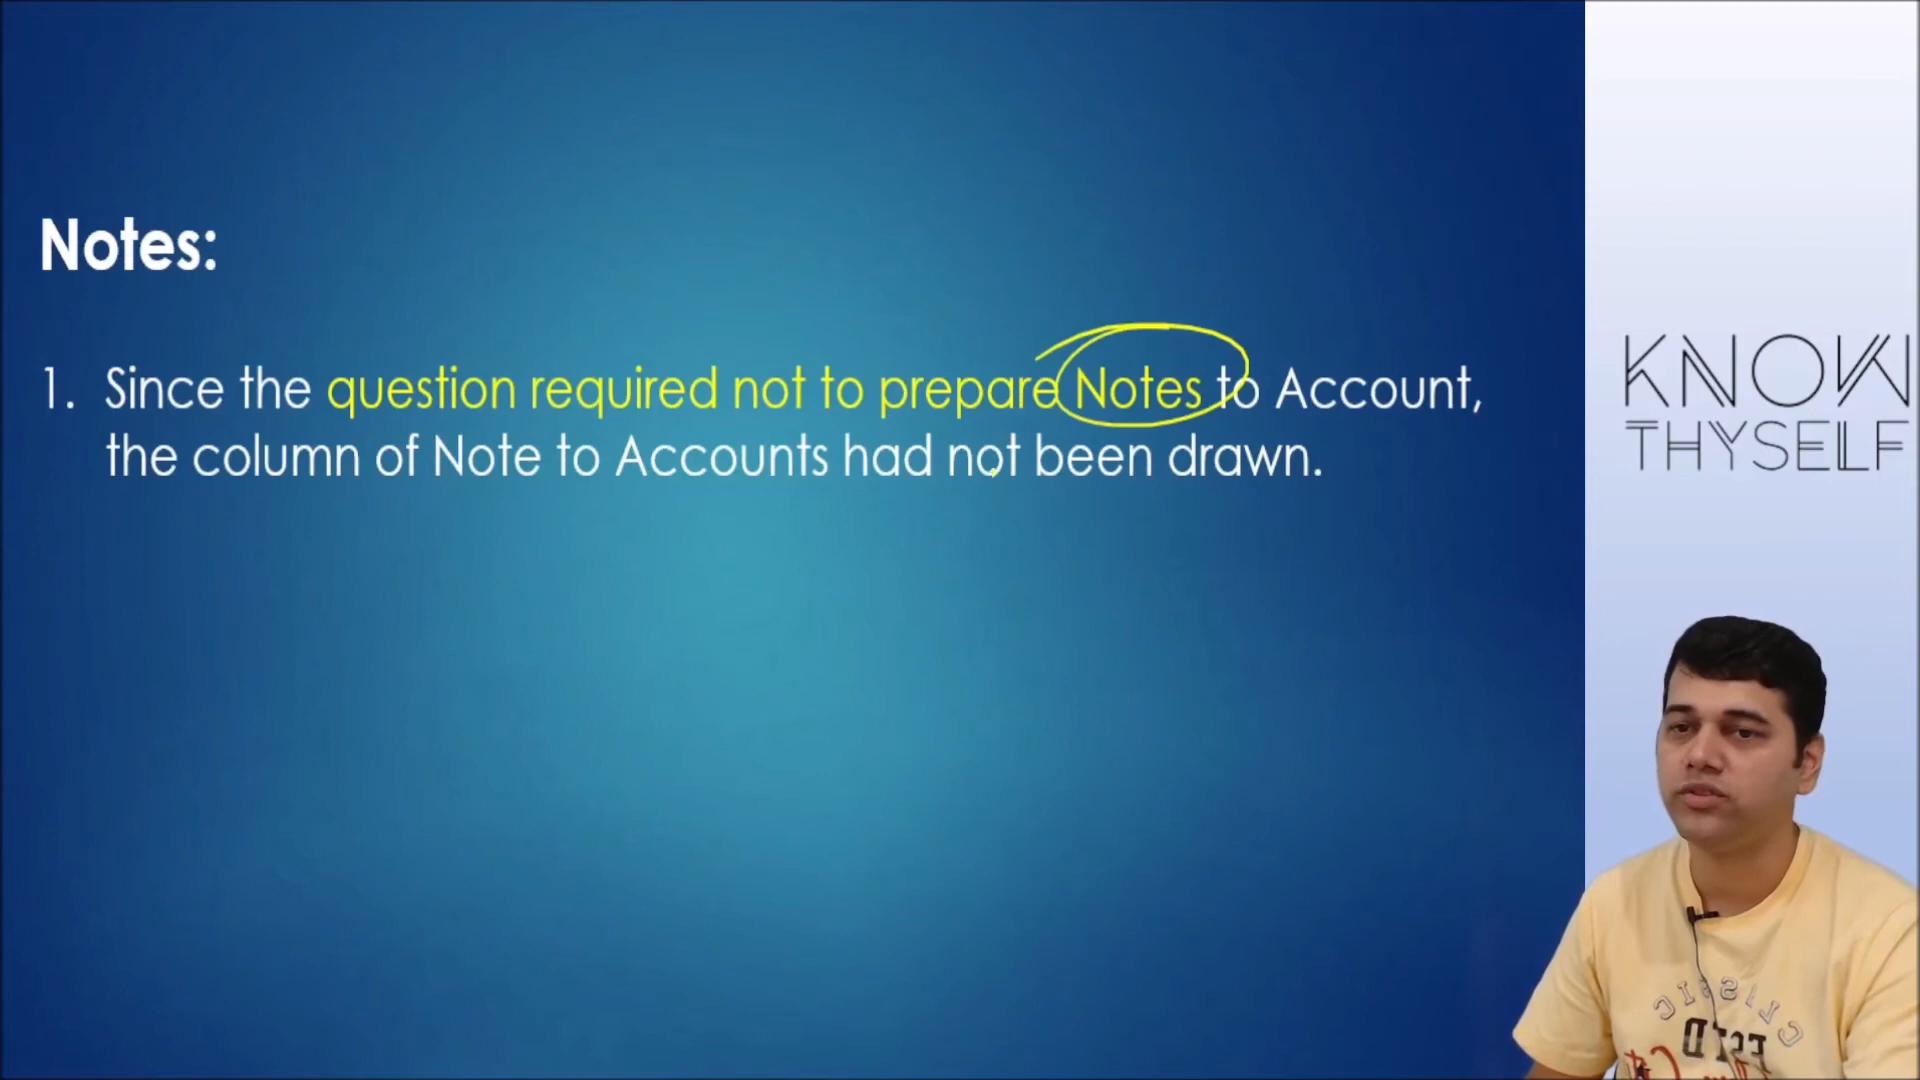 Notes:
1. Since the question required not to prepare Notes to Account,
the column of Note to Accounts had not been drawn.
KNOW
THYSELF
CLASSIC